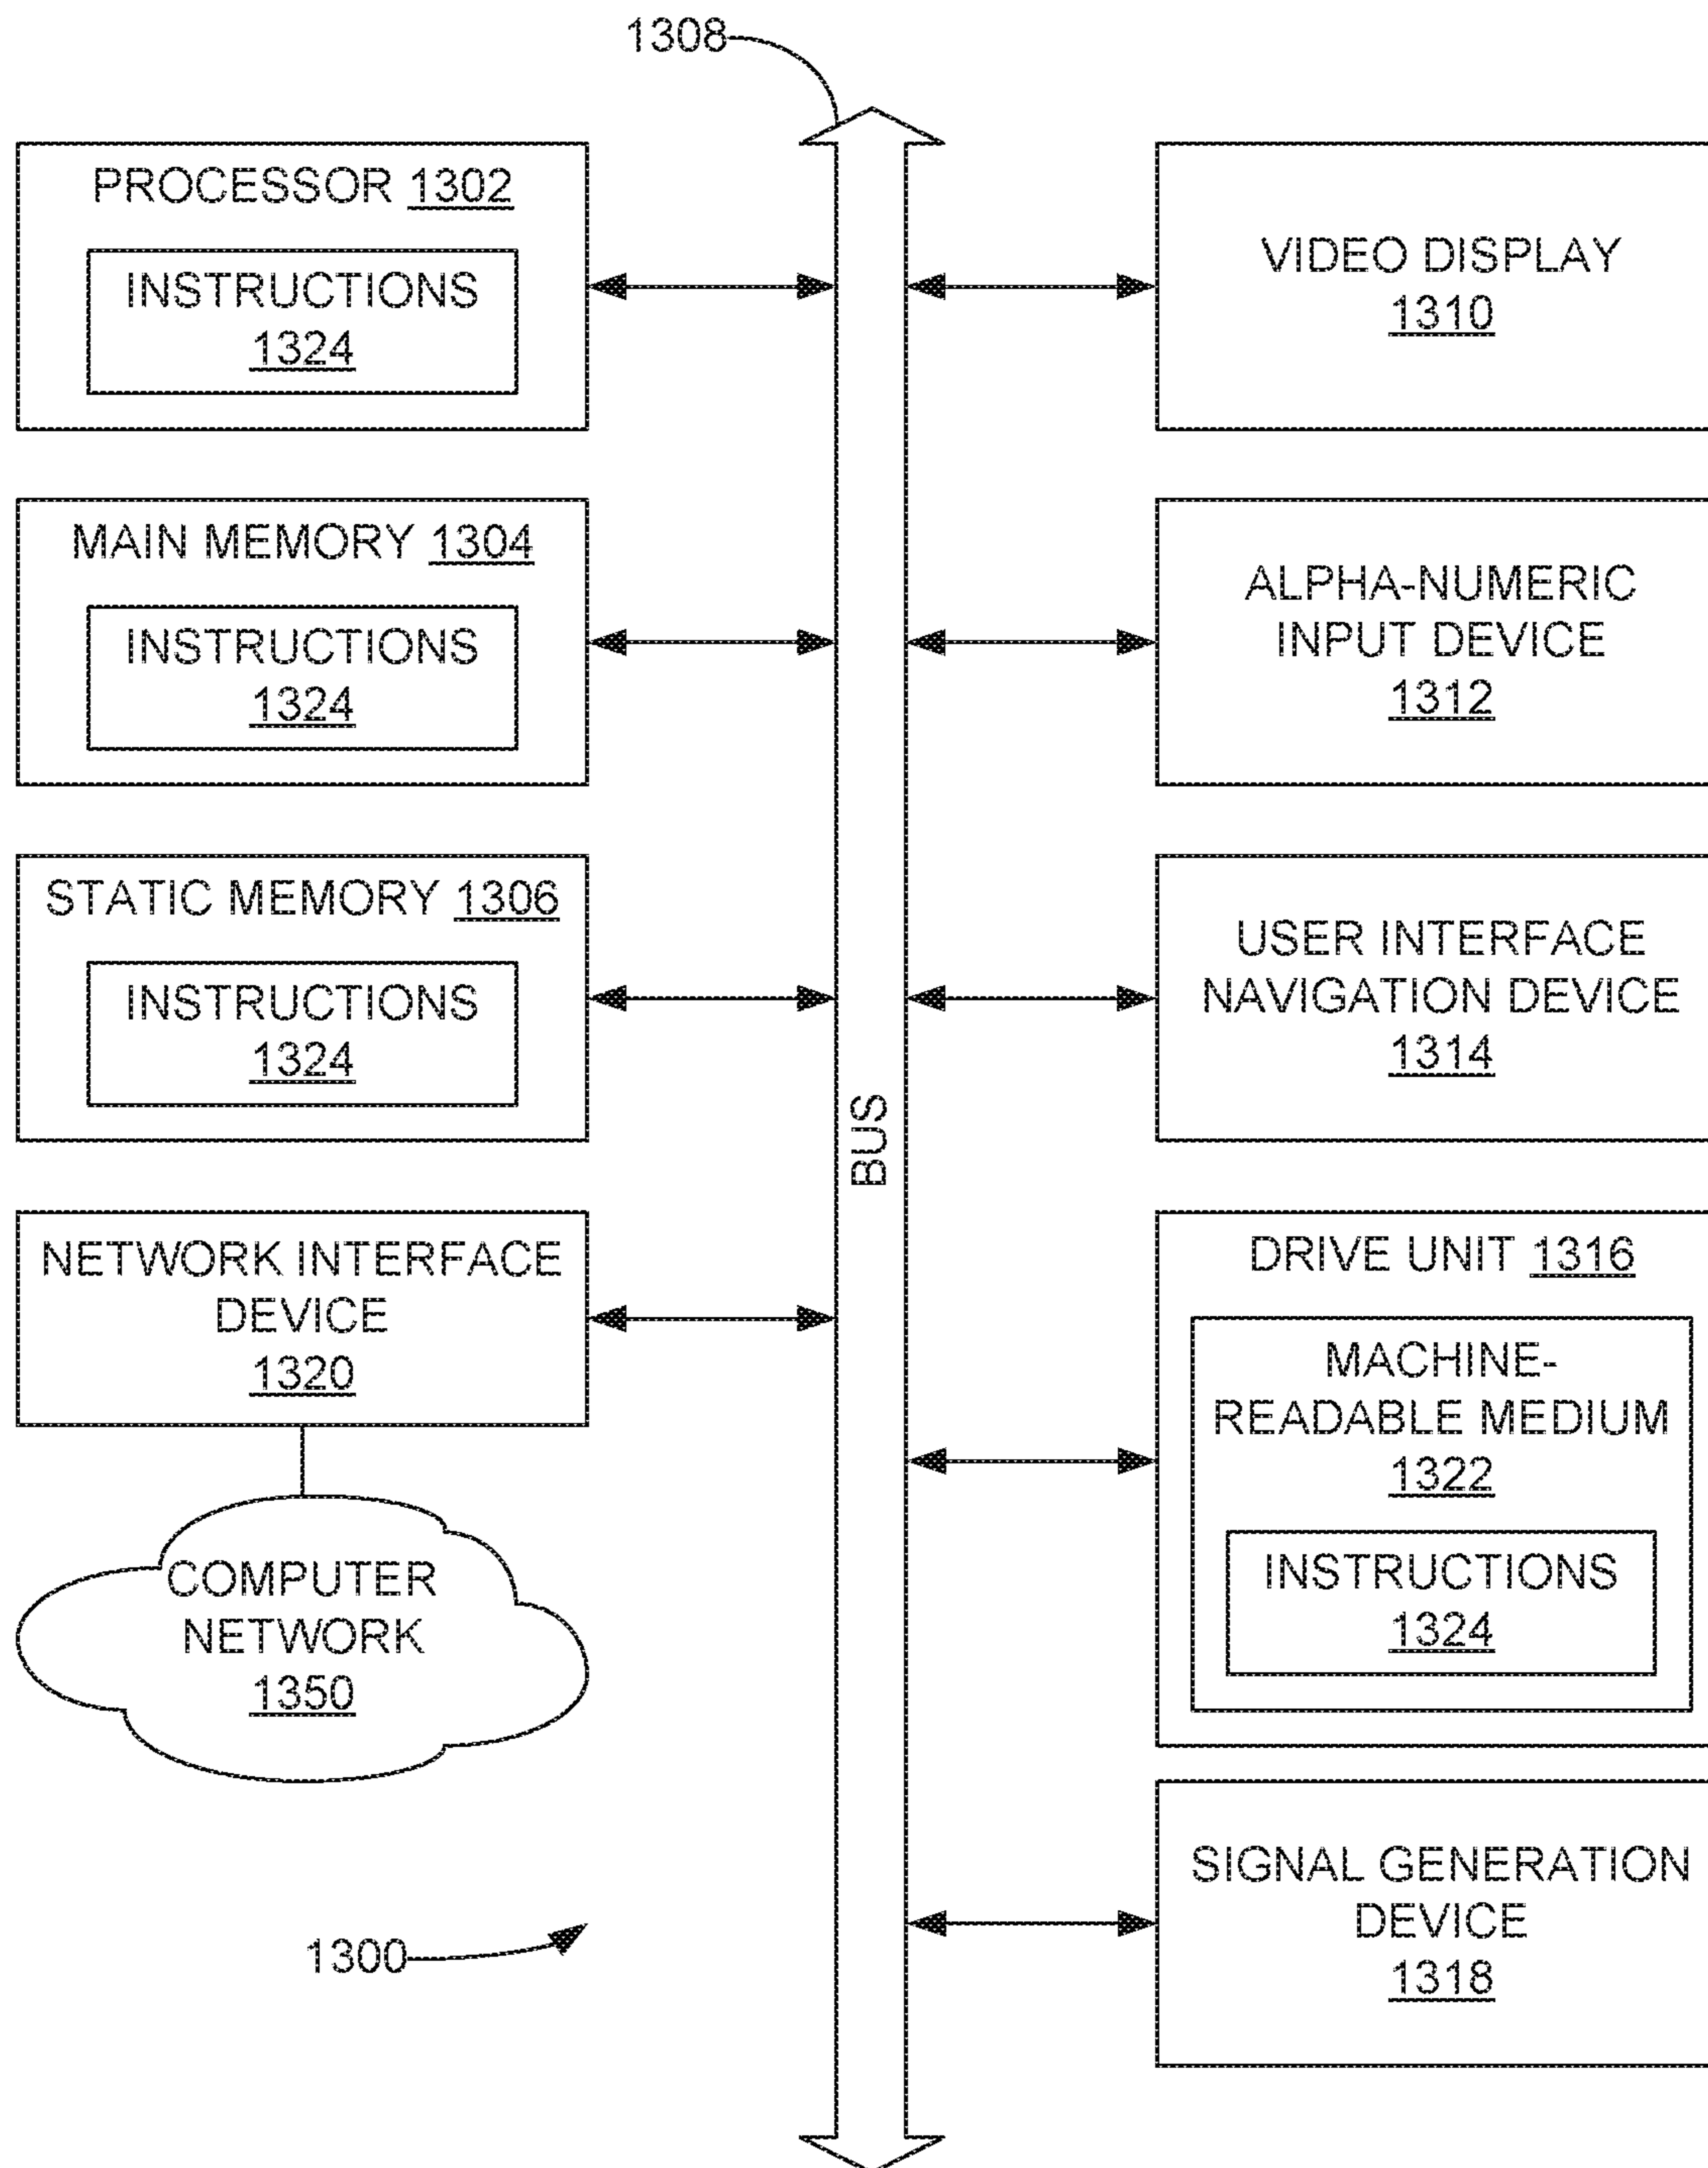 1308
PROCESSOR 1302
INSTRUCTIONS
1324
MAIN MEMORY 1304
INSTRUCTIONS
1324
STATIC MEMORY 1306
INSTRUCTIONS
1324
NETWORK INTERFACE
DEVICE
1320
COMPUTER
NETWORK
1350
1300
BUS
VIDEO DISPLAY
1310
ALPHA-NUMERIC
INPUT DEVICE
1312
USER INTERFACE
NAVIGATION DEVICE
1314
DRIVE UNIT 1316
MACHINE-
READABLE MEDIUM
1322
INSTRUCTIONS
1324
SIGNAL GENERATION
DEVICE
1318